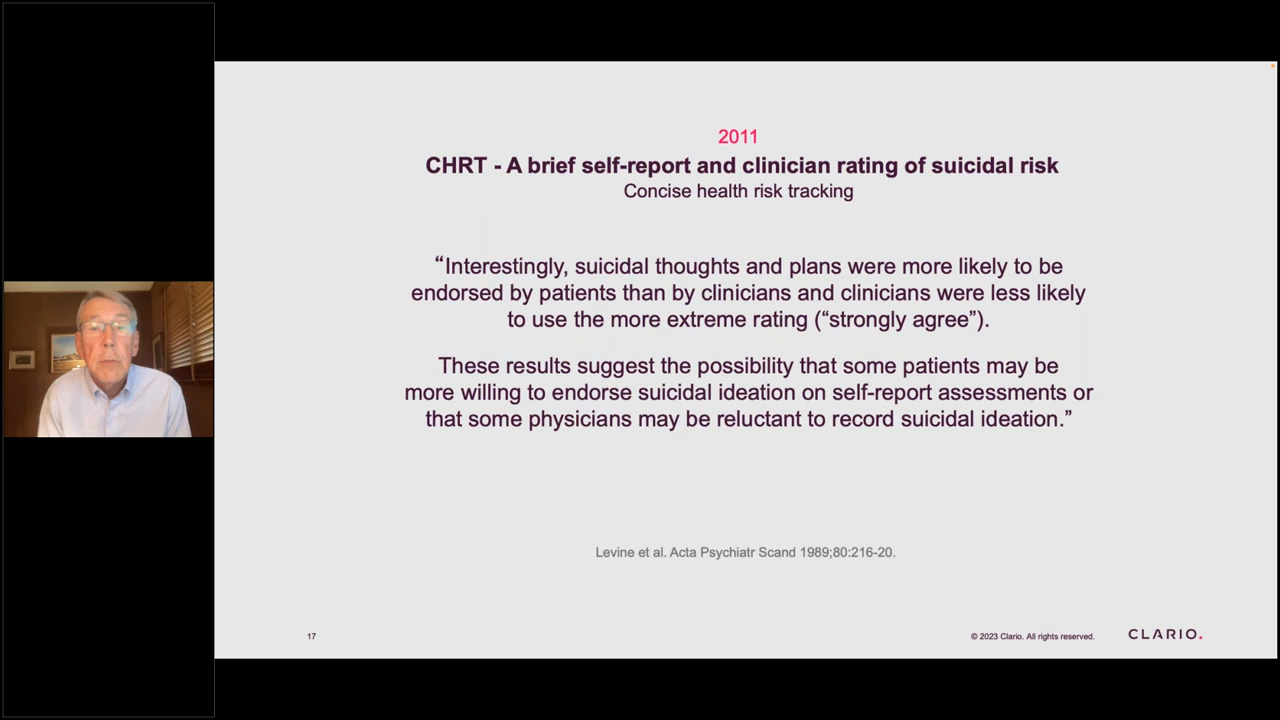 2011
CHRT - A brief self-report and clinician rating of suicidal risk
Concise health risk tracking
“Interestingly, suicidal thoughts and plans were more likely to be
endorsed by patients than by clinicians and clinicians were less likely
to use the more extreme rating (“strongly agree”).
These results suggest the possibility that some patients may be
more willing to endorse suicidal ideation on self-report assessments or
that some physicians may be reluctant to record suicidal ideation.”
Levine et al. Acta Psychiatr Scand 1989;80:216-20.
17
© 2023 Clario. All rights reserved.
CLARIO.